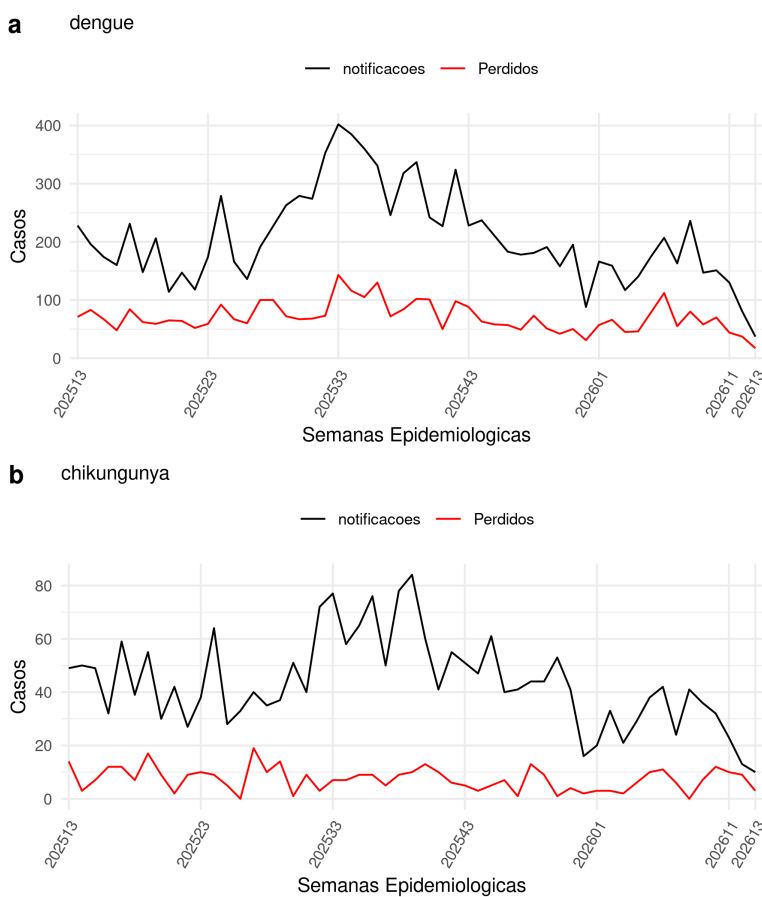 a dengue
notificacoes Perdidos
400
300
200
100
0
Casos
202513 202523 202533 202543 202601 202611 202613
Semanas Epidemiologicas
b chikungunya
notificacoes Perdidos
80
60
40
20
0
Casos
202513 202523 202533 202543 202601 202611 202613
Semanas Epidemiologicas